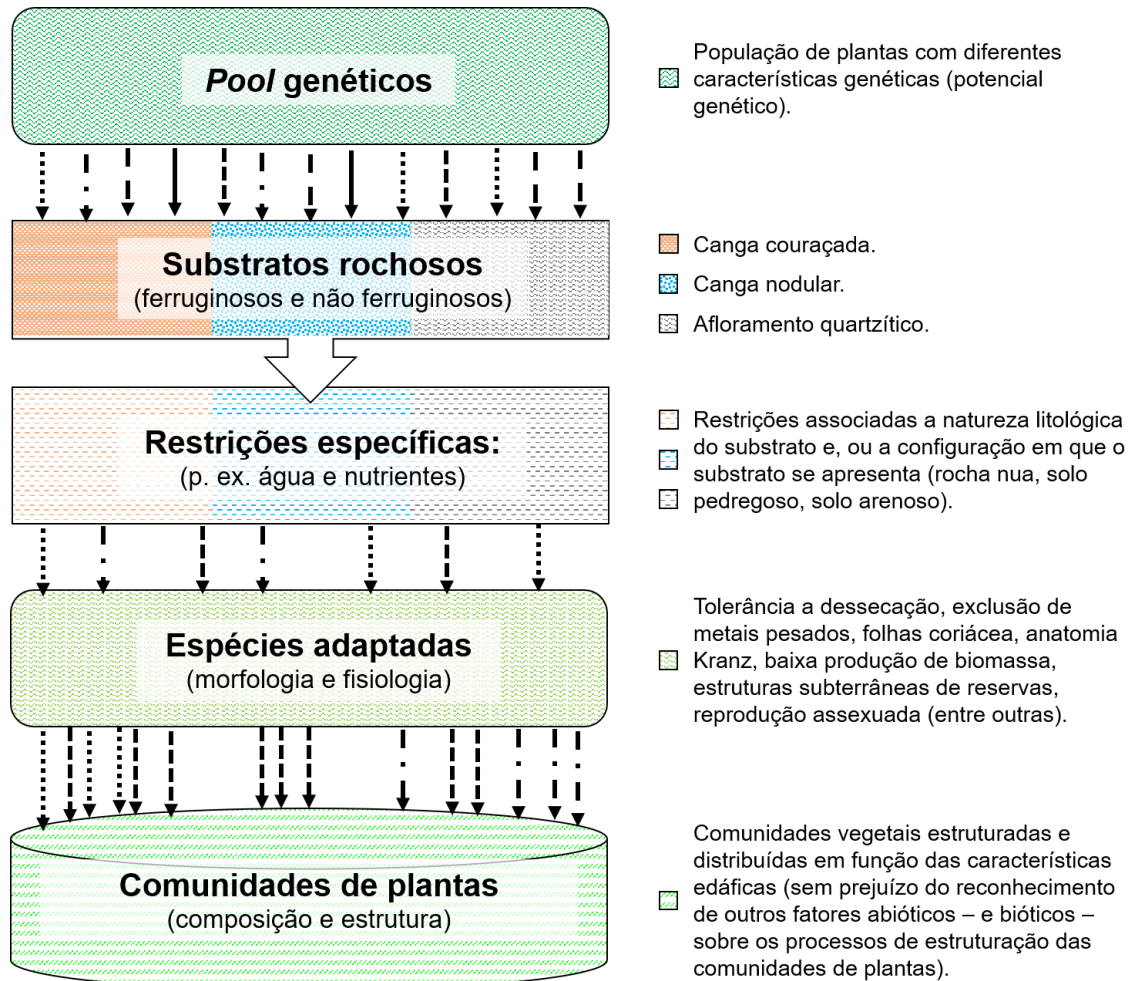 Pool genéticos
População de plantas com diferentes
características genéticas (potencial
genético).
Substratos rochosos
(ferruginosos e não ferruginosos)
Canga couraçada.
Canga nodular.
Afloramento quartzítico.
Restrições específicas:
(p. ex. água e nutrientes)
Restrições associadas a natureza litológica
do substrato e, ou a configuração em que o
substrato se apresenta (rocha nua, solo
pedregoso, solo arenoso).
Espécies adaptadas
(morfologia e fisiologia)
Tolerância a dessecação, exclusão de
metais pesados, folhas coriácea, anatomia
Kranz, baixa produção de biomassa,
estruturas subterrâneas de reservas,
reprodução assexuada (entre outras).
Comunidades de plantas
(composição e estrutura)
Comunidades vegetais estruturadas e
distribuídas em função das características
edáficas (sem prejuízo do reconhecimento
de outros fatores abióticos – e bióticos –
sobre os processos de estruturação das
comunidades de plantas).